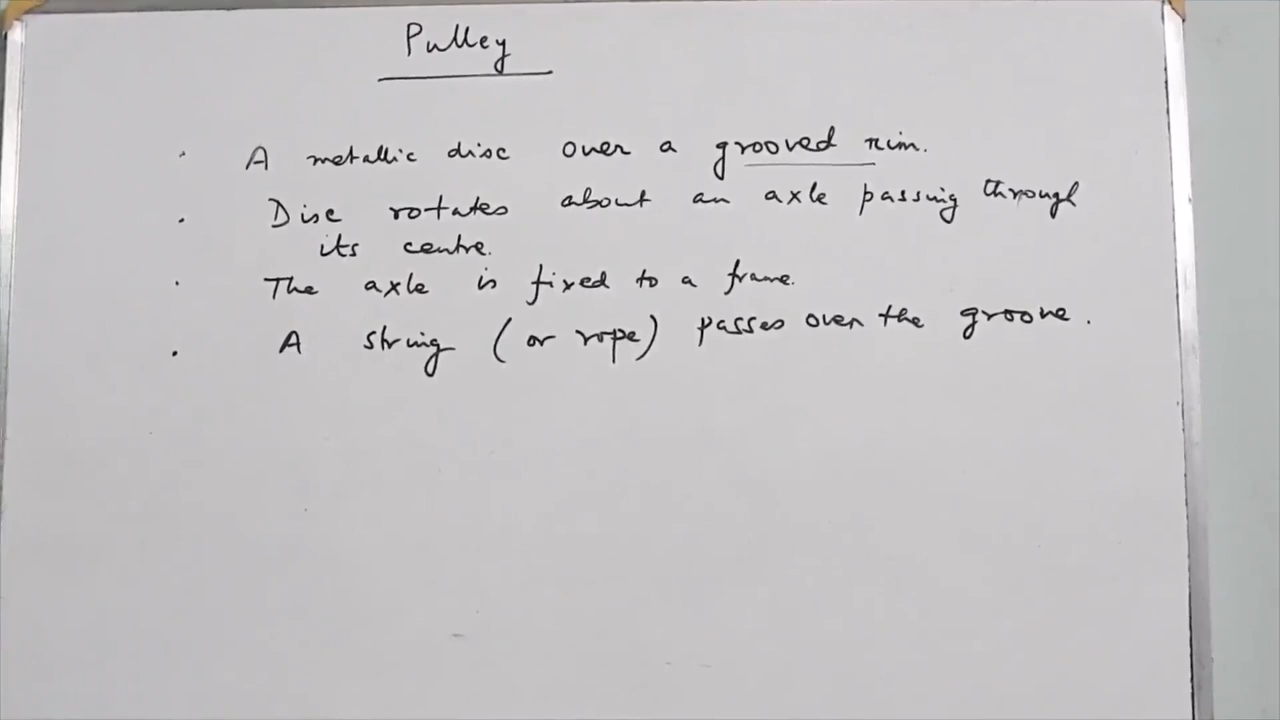 Pulley
. A metallic disc over a grooved rim.
. Disc rotates about an axle passing through
its centre.
. The axle is fixed to a frame.
. A string (or rope) passes over the groove.